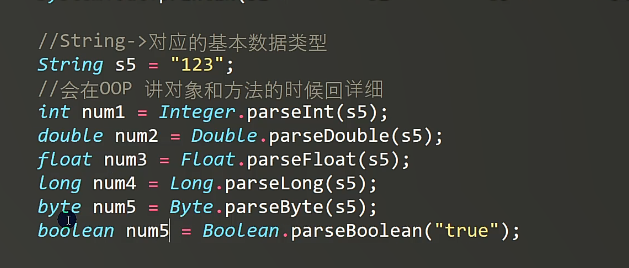 //String->对应的基本数据类型
String s5 = "123";
//会在OOP 讲对象和方法的时候回详细
int num1 = Integer.parseInt(s5);
double num2 = Double.parseDouble(s5);
float num3 = Float.parseFloat(s5);
long num4 = Long.parseLong(s5);
byte num5 = Byte.parseByte(s5);
boolean num5 = Boolean.parseBoolean("true");